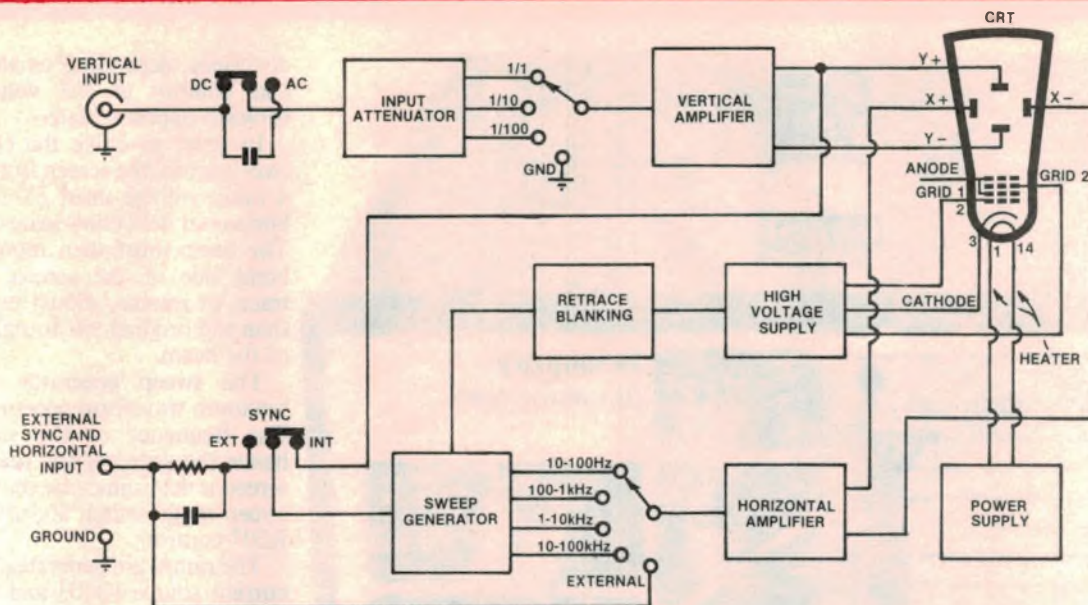 CRT
VERTICAL
INPUT
DC
AC
INPUT
ATTENUATOR
1/1
1/10
1/100
GND
VERTICAL
AMPLIFIER
Y+
X+
X-
Y-
ANODE
GRID 1
GRID 2
2
3
1
14
RETRACE
BLANKING
HIGH
VOLTAGE
SUPPLY
CATHODE
HEATER
EXTERNAL
SYNC AND
HORIZONTAL
INPUT
SYNC
EXT
INT
GROUND
SWEEP
GENERATOR
10-100Hz
100-1kHz
1-10kHz
10-100kHz
EXTERNAL
HORIZONTAL
AMPLIFIER
POWER
SUPPLY